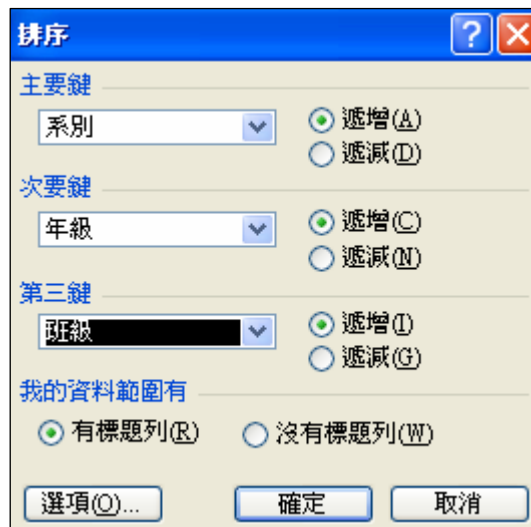 排序
主要鍵
系別
遞增(A)
遞減(D)
次要鍵
年級
遞增(C)
遞減(N)
第三鍵
班級
遞增(I)
遞減(G)
我的資料範圍有
有標題列(R) 沒有標題列(W)
選項(O)... 確定 取消